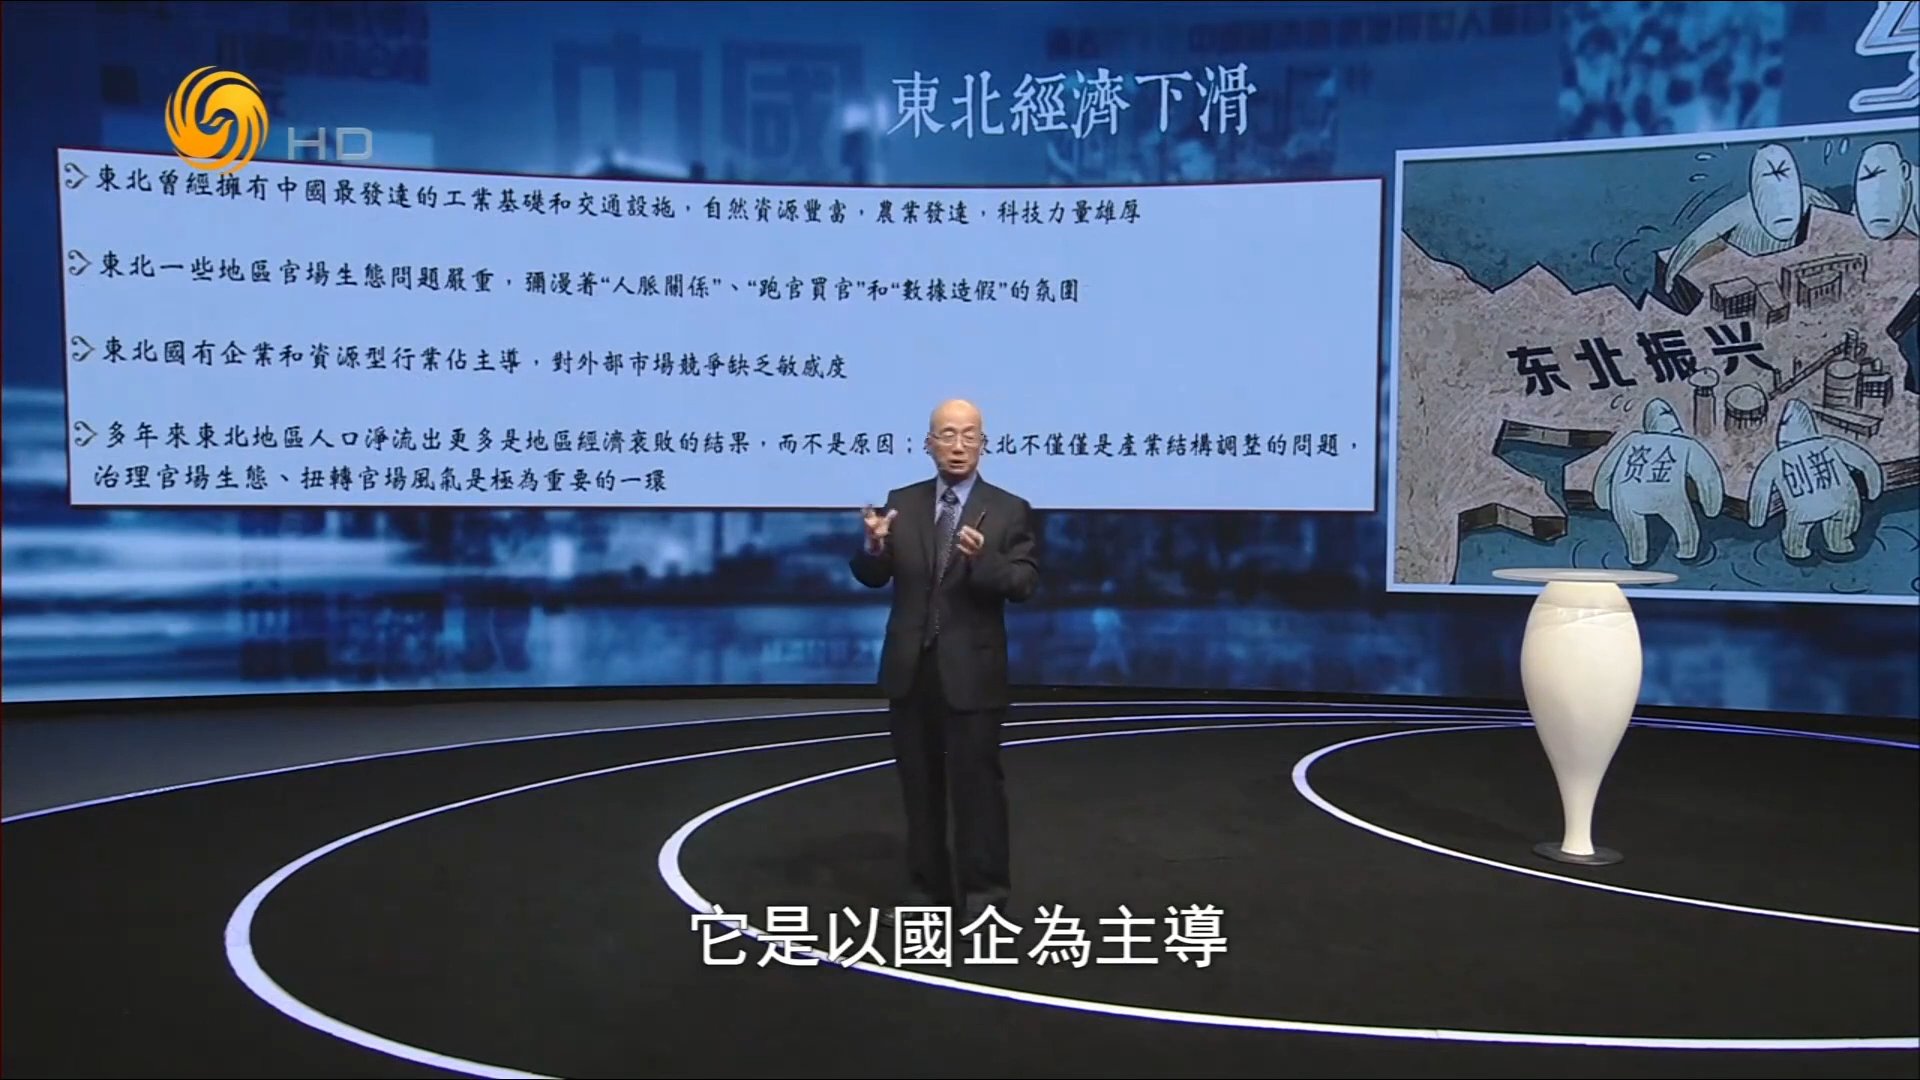 HD
東北經濟下滑
東北曾經擁有中國最發達的工業基礎和交通設施，自然資源豐富，農業發達，科技力量雄厚
東北一些地區官場生態問題嚴重，彌漫著“人脈關係”、“跑官買官”和“數據造假”的氛圍
東北國有企業和資源型行業佔主導，對外部市場競爭缺乏敏感度
多年來東北地區人口淨流出更多是地區經濟衰敗的結果，而不是原因；北不僅僅是產業結構調整的問題，
治理官場生態、扭轉官場風氣是極為重要的一環
东北振兴
资金
创新
中國
它是以國企為主導